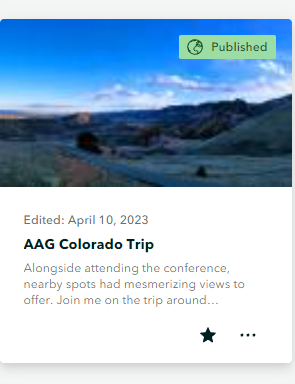 Published
Edited: April 10, 2023
AAG Colorado Trip
Alongside attending the conference,
nearby spots had mesmerizing views to
offer. Join me on the trip around…